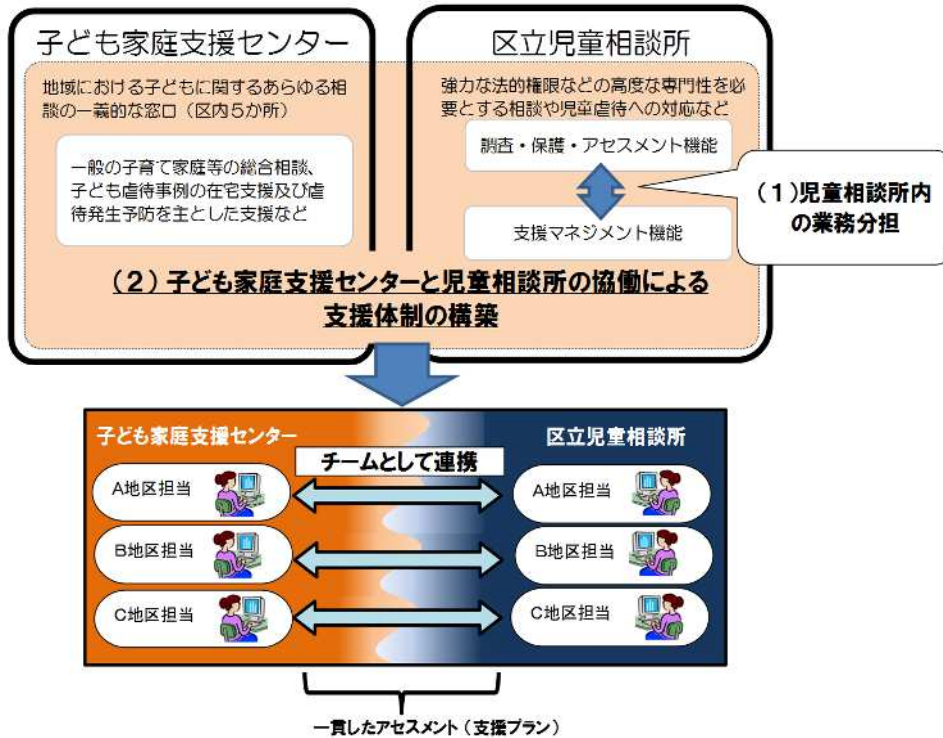 子ども家庭支援センター
地域における子どもに関するあらゆる相
談の一義的な窓口（区内５か所）
一般の子育て家庭等の総合相談、
子ども虐待事例の在宅支援及び虐
待発生予防を主とした支援など
区立児童相談所
強力な法的権限などの高度な専門性を必
要とする相談や児童虐待への対応など
調査・保護・アセスメント機能
支援マネジメント機能
（１）児童相談所内
の業務分担
（２）子ども家庭支援センターと児童相談所の協働による
支援体制の構築
子ども家庭支援センター
区立児童相談所
チームとして連携
A地区担当
A地区担当
B地区担当
B地区担当
C地区担当
C地区担当
一貫したアセスメント（支援プラン）